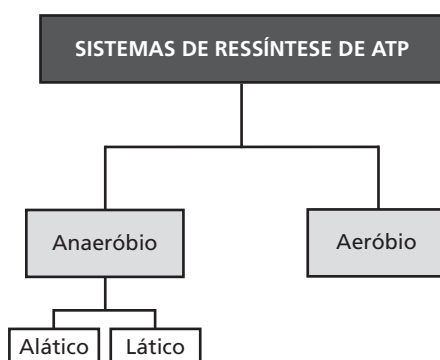 SISTEMAS DE RESSÍNTESE DE ATP
Anaeróbio
Aeróbio
Alático
Lático